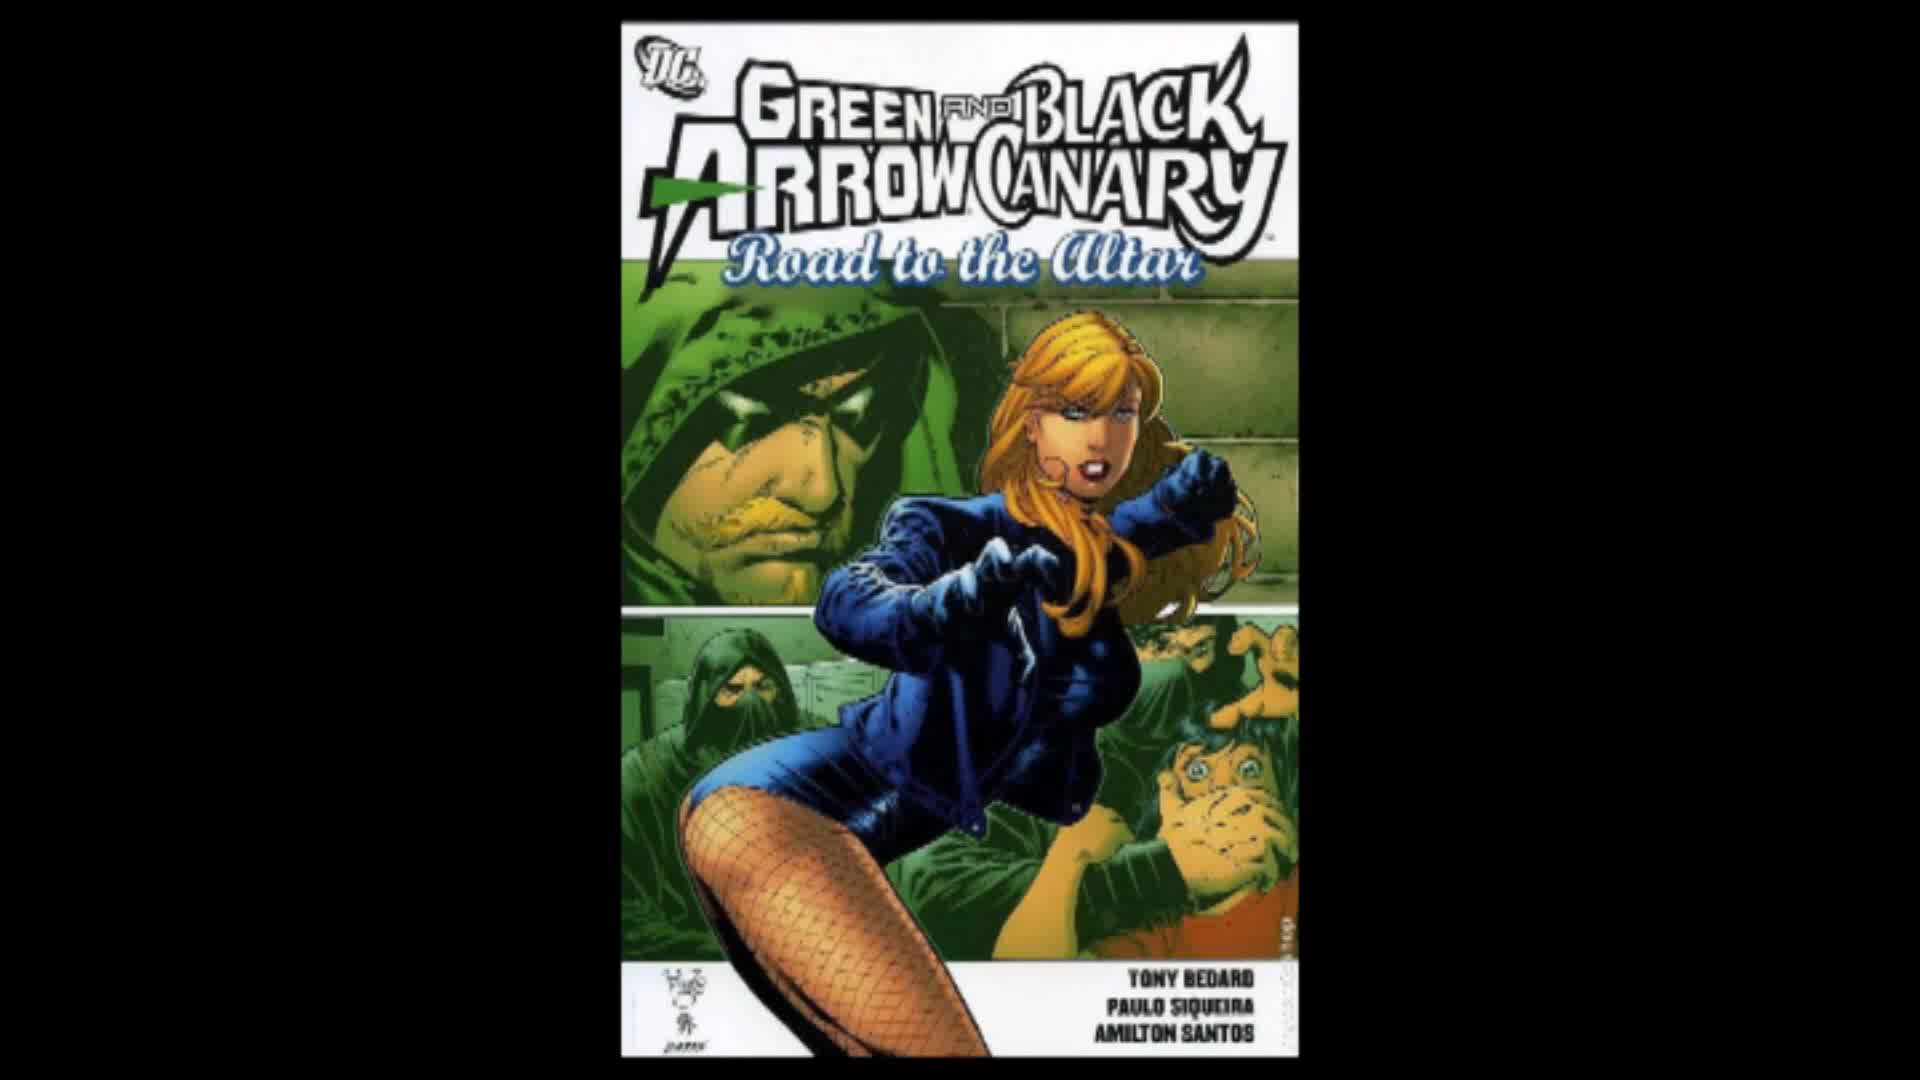 DC
GREEN AND BLACK
ARROW CANARY
Road to the Altar
TONY BEDARD
PAULO SIQUEIRA
AMILTON SANTOS